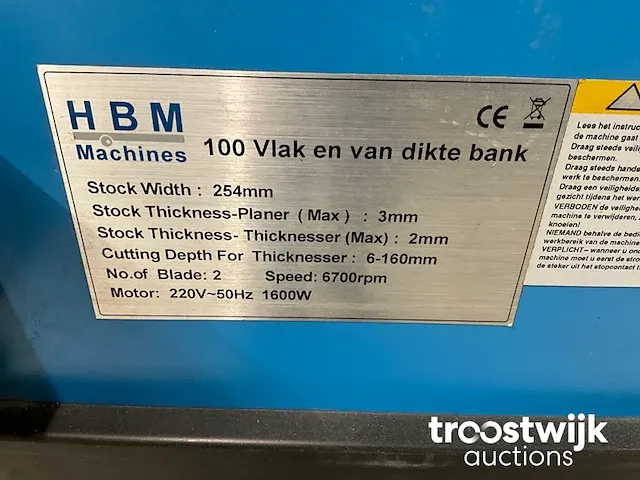 HBM
Machines
CE
100 Vlak en van dikte bank
Stock Width : 254mm
Stock Thickness-Planer ( Max ) : 3mm
Stock Thickness- Thicknesser (Max) : 2mm
Cutting Depth For Thicknesser : 6-160mm
No.of Blade: 2 Speed: 6700rpm
Motor: 220V~50Hz 1600W
Lees het instruc
de machine gaat
Draag steeds veili
beschermen.
Draag steeds hands
werk te beschermen.
Draag een veiligheids
gezicht tijdens het wer
VERBODEN de veilighe
machine te verwijderen,
knoeien!
NIEMAND behalve de bedi
werkbereik van de machine
VERPLICHT– wanneer u ond
machine moet u eerst de stro
de steker uit het stopcontact t
troostwijk
auctions